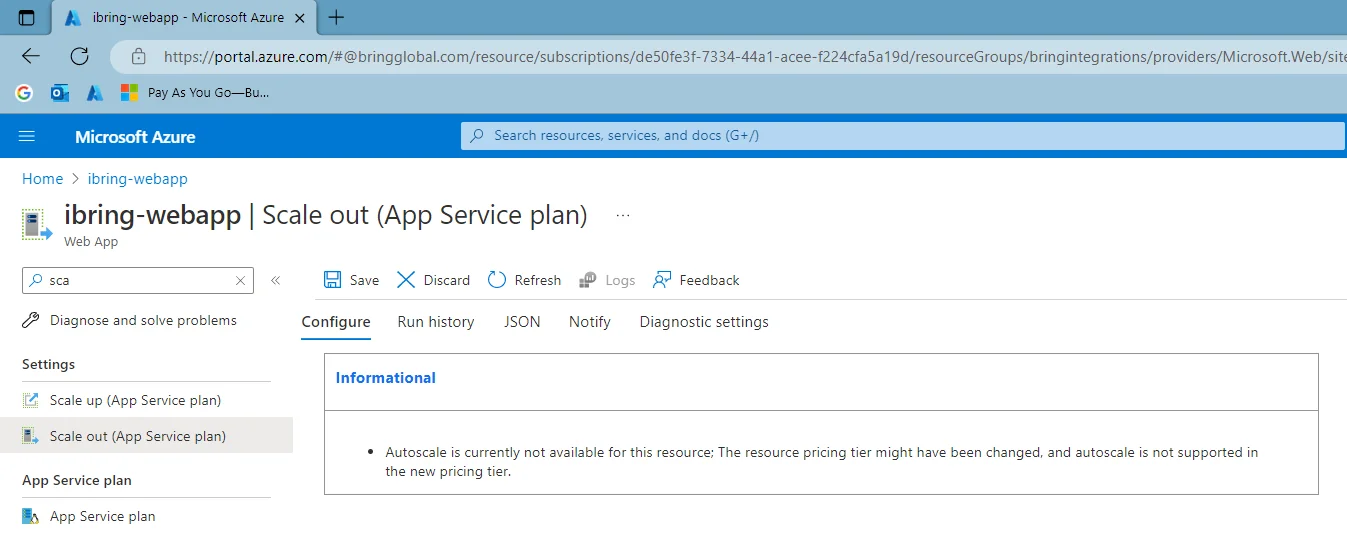 ibring-webapp - Microsoft Azure
https://portal.azure.com/#@bringglobal.com/resource/subscriptions/de50fe3f-7334-44a1-acee-f224cfa5a19d/resourceGroups/bringintegrations/providers/Microsoft.Web/site
Pay As You Go—Bu...
Microsoft Azure
Search resources, services, and docs (G+/)
Home > ibring-webapp
ibring-webapp | Scale out (App Service plan) ...
Web App
sca
Save Discard Refresh Logs Feedback
Diagnose and solve problems
Configure Run history JSON Notify Diagnostic settings
Settings
Informational
Scale up (App Service plan)
Scale out (App Service plan)
• Autoscale is currently not available for this resource; The resource pricing tier might have been changed, and autoscale is not supported in
the new pricing tier.
App Service plan
App Service plan